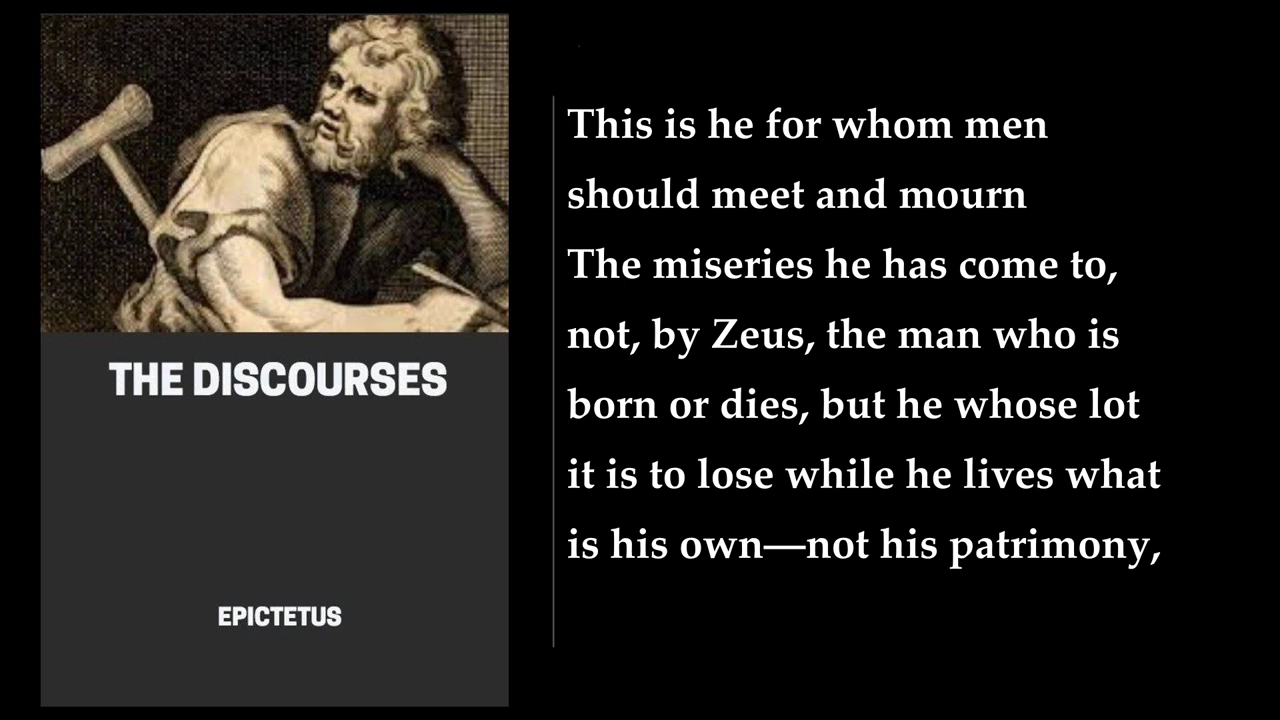 THE DISCOURSES
EPICTETUS
This is he for whom men
should meet and mourn
The miseries he has come to,
not, by Zeus, the man who is
born or dies, but he whose lot
it is to lose while he lives what
is his own—not his patrimony,